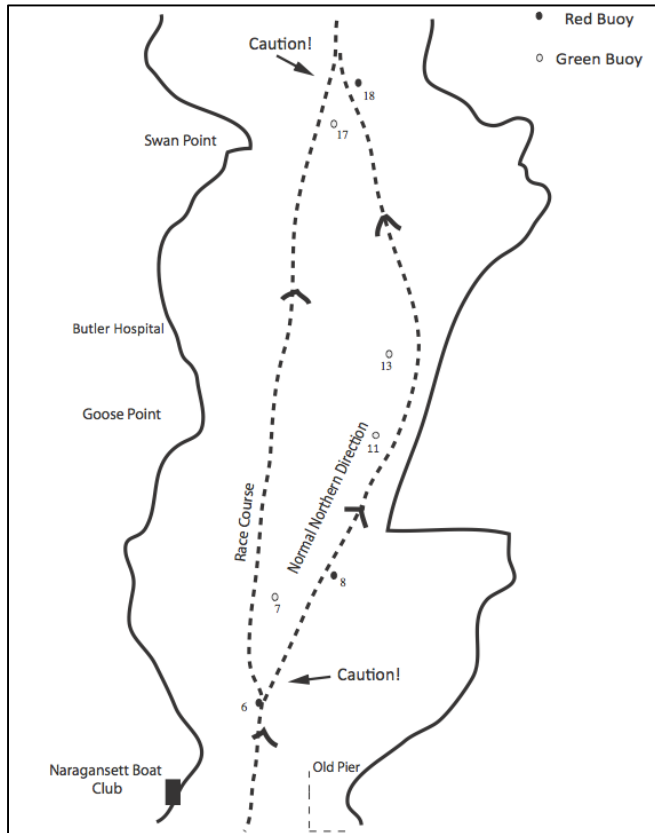 Red Buoy
Caution!
Green Buoy
18
17
Swan Point
Butler Hospital
13
Goose Point
11
Normal Northern Direction
Race Course
8
7
Caution!
6
Naragansett Boat
Club
Old Pier